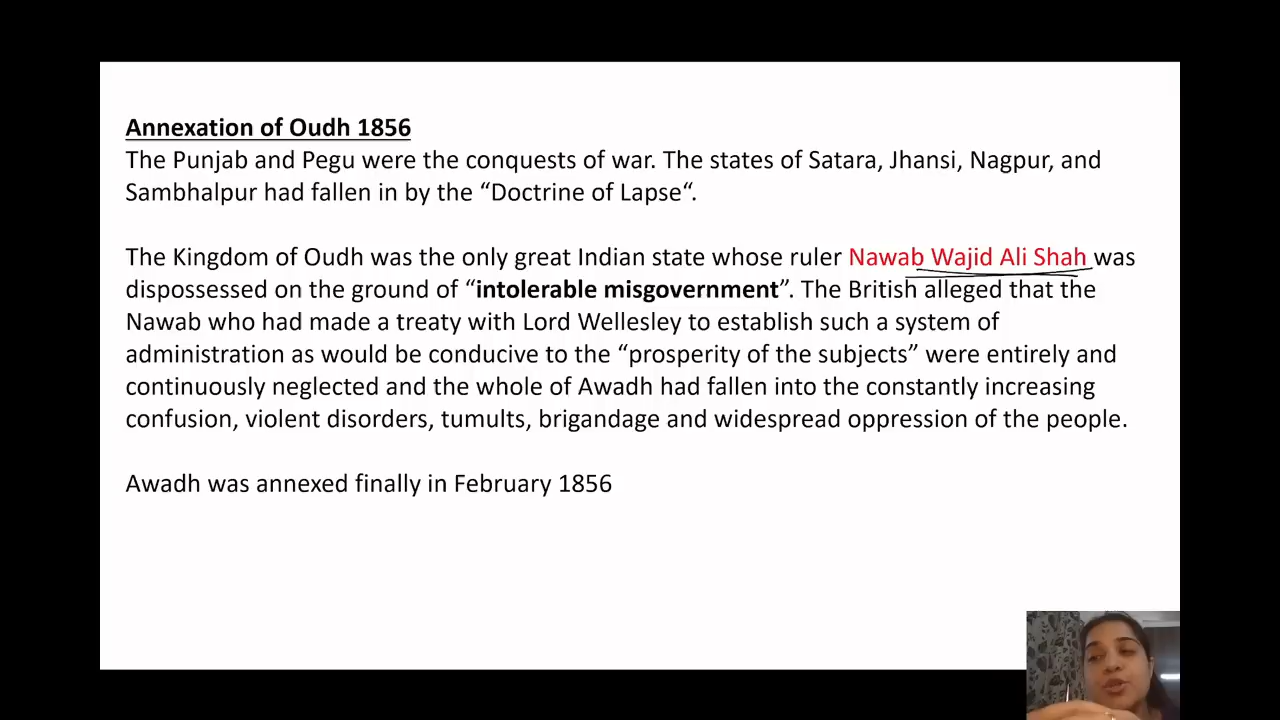 Annexation of Oudh 1856
The Punjab and Pegu were the conquests of war. The states of Satara, Jhansi, Nagpur, and
Sambhalpur had fallen in by the “Doctrine of Lapse“.
The Kingdom of Oudh was the only great Indian state whose ruler Nawab Wajid Ali Shah was
dispossessed on the ground of “intolerable misgovernment”. The British alleged that the
Nawab who had made a treaty with Lord Wellesley to establish such a system of
administration as would be conducive to the “prosperity of the subjects” were entirely and
continuously neglected and the whole of Awadh had fallen into the constantly increasing
confusion, violent disorders, tumults, brigandage and widespread oppression of the people.
Awadh was annexed finally in February 1856